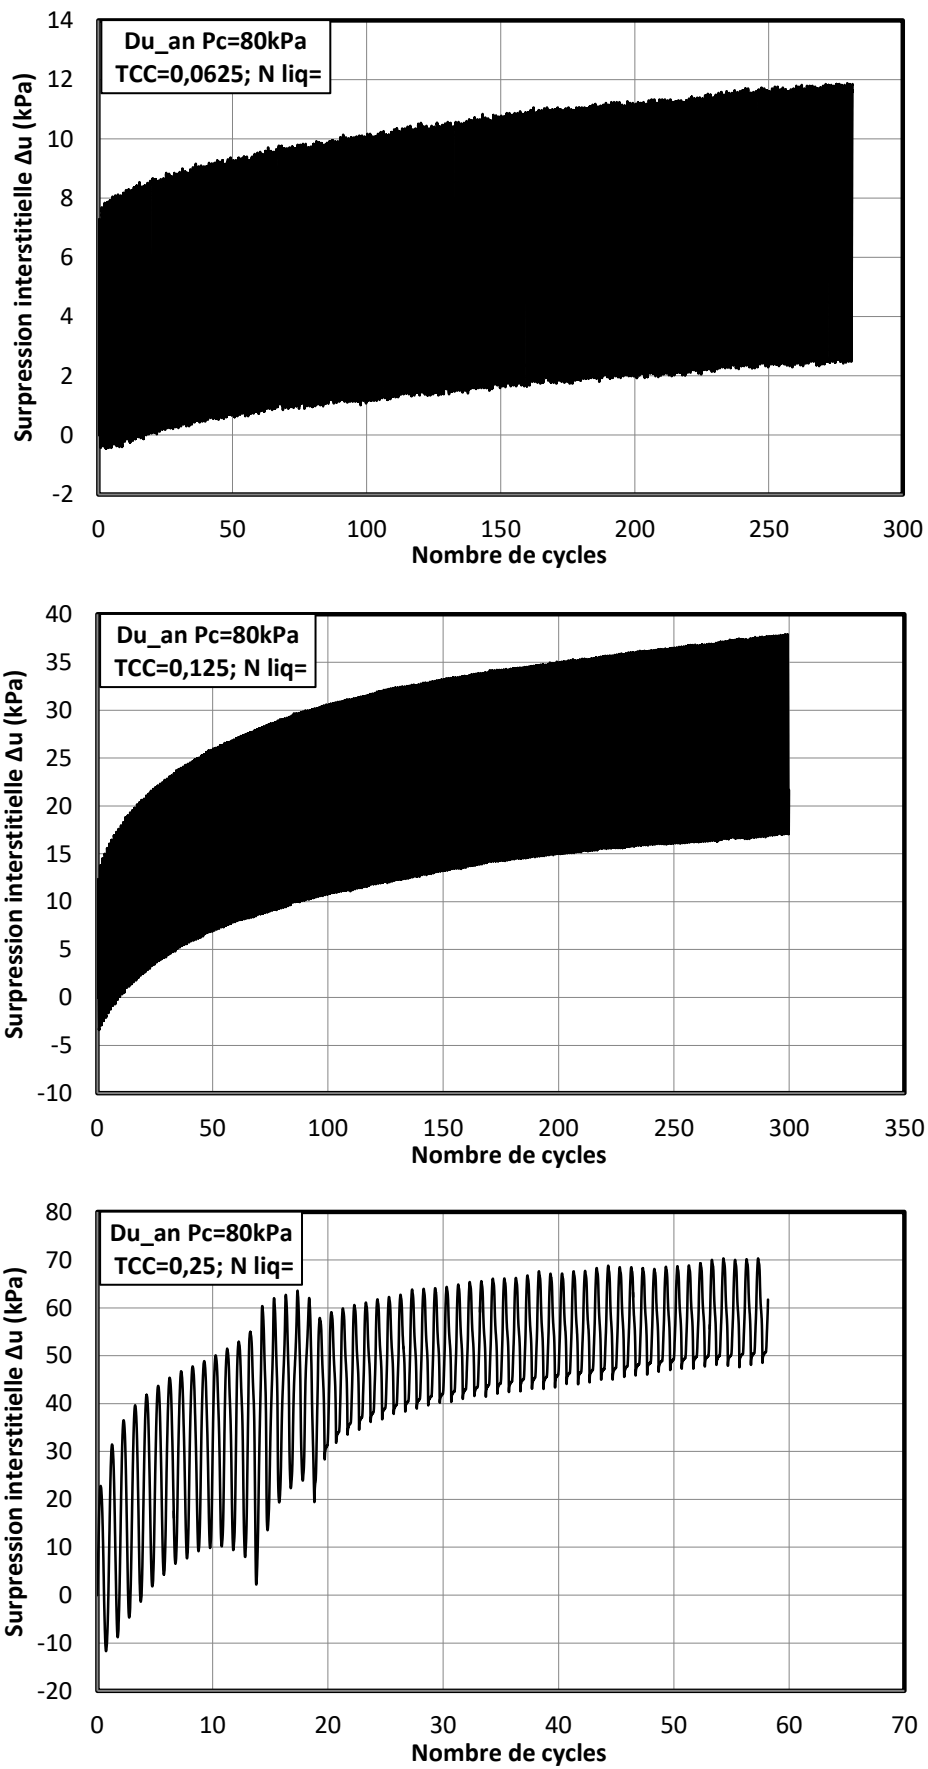 14
12
10
8
6
4
2
0
-2
Surpression interstitielle Δu (kPa)
Du_an Pc=80kPa
TCC=0,0625; N liq=
0 50 100 150 200 250 300
Nombre de cycles
40
35
30
25
20
15
10
5
0
-5
-10
Surpression interstitielle Δu (kPa)
Du_an Pc=80kPa
TCC=0,125; N liq=
0 50 100 150 200 250 300 350
Nombre de cycles
80
70
60
50
40
30
20
10
0
-10
-20
Surpression interstitielle Δu (kPa)
Du_an Pc=80kPa
TCC=0,25; N liq=
0 10 20 30 40 50 60 70
Nombre de cycles